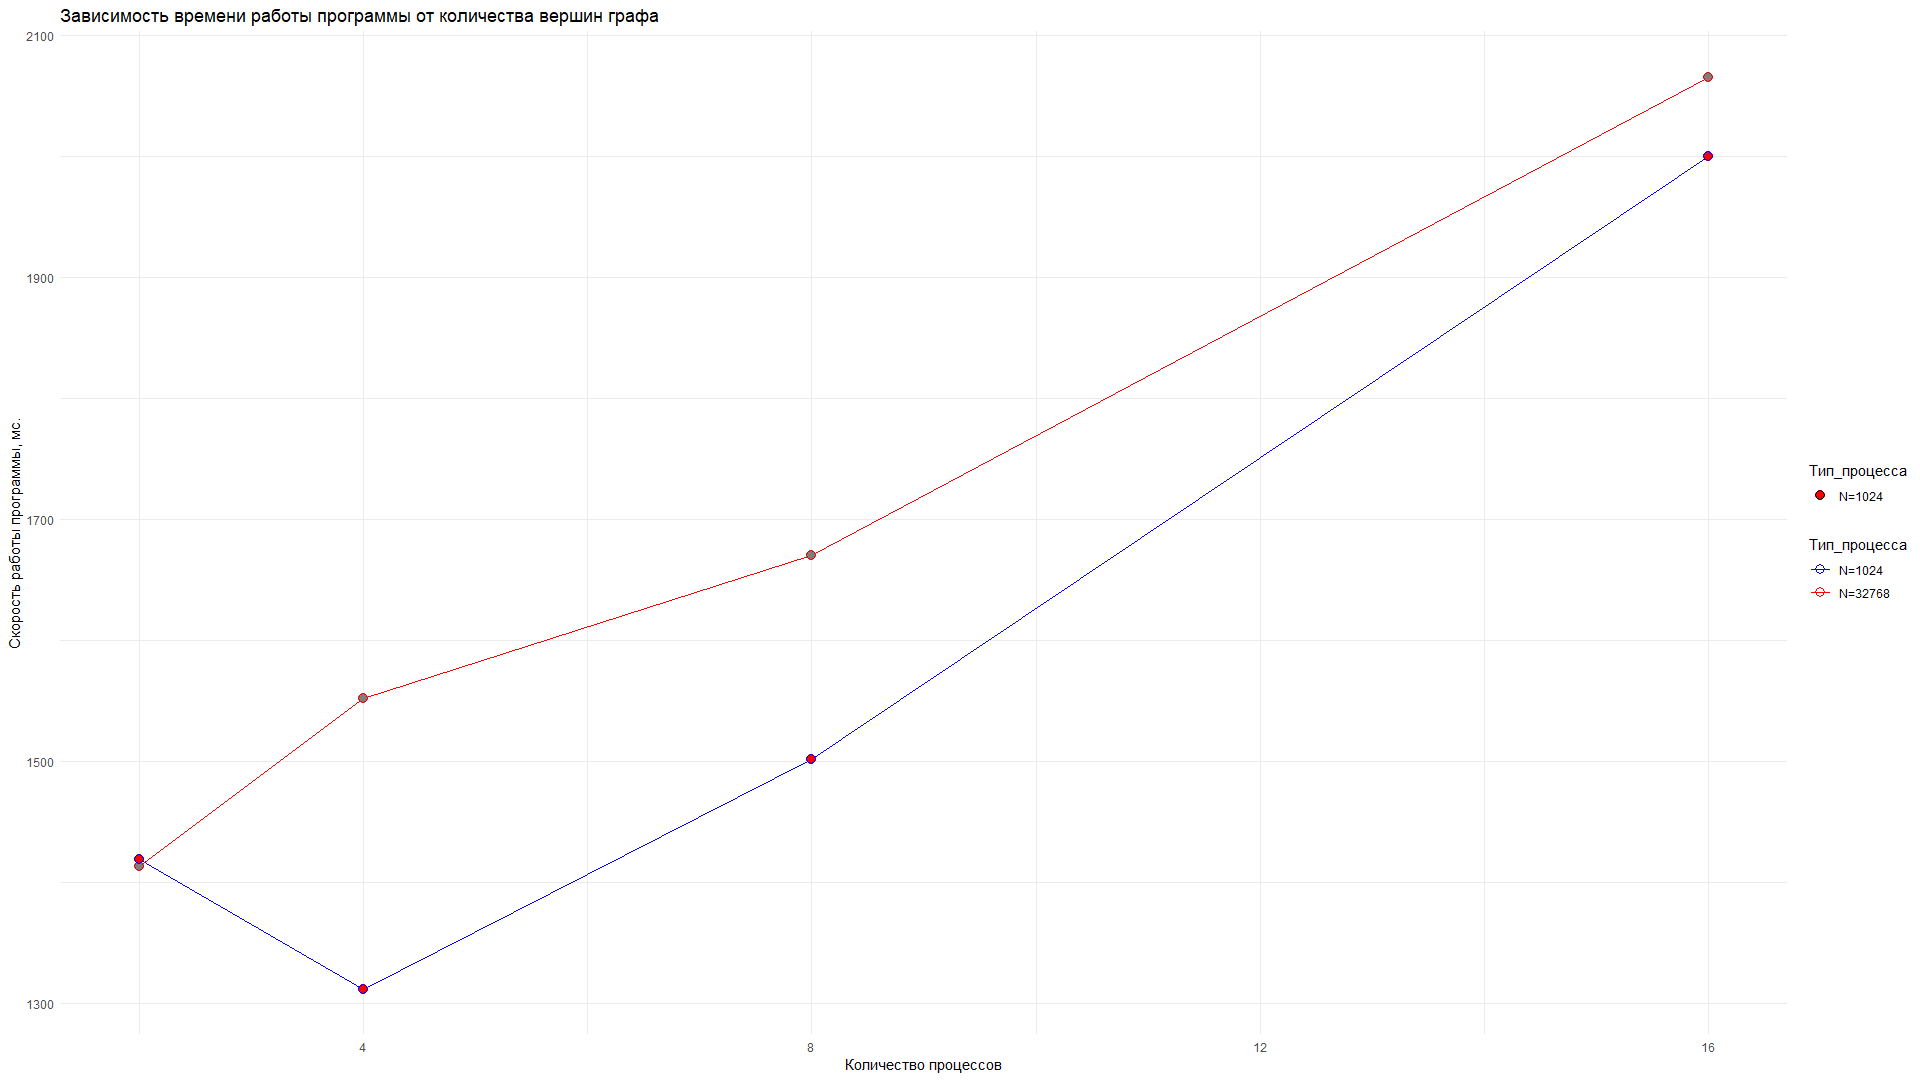 Зависимость времени работы программы от количества вершин графа
2100
1900
1700
1500
1300
Скорость работы программы, мс.
4
8
12
16
Количество процессов
Тип_процесса
N=1024
Тип_процесса
N=1024
N=32768